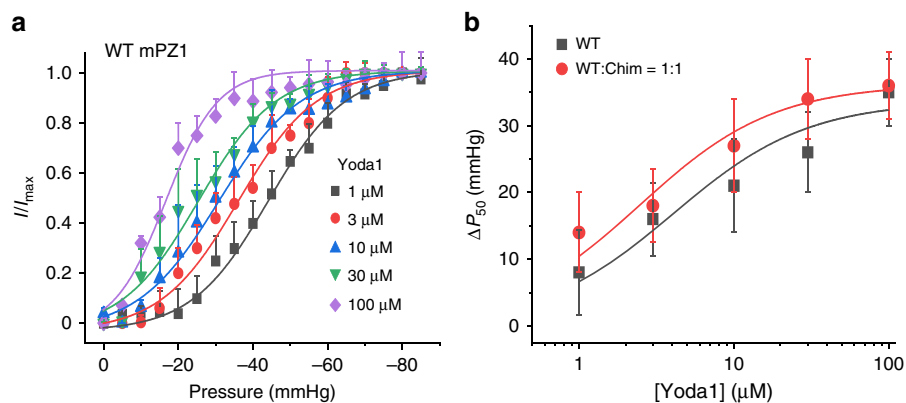 a
WT mPZ1
I/Imax
1.0
0.8
0.6
0.4
0.2
0
0 −20 −40 −60 −80
Pressure (mmHg)
Yoda1
1 μM
3 μM
10 μM
30 μM
100 μM
b
WT
WT:Chim = 1:1
ΔP50 (mmHg)
40
30
20
10
0
1 10 100
[Yoda1] (μM)